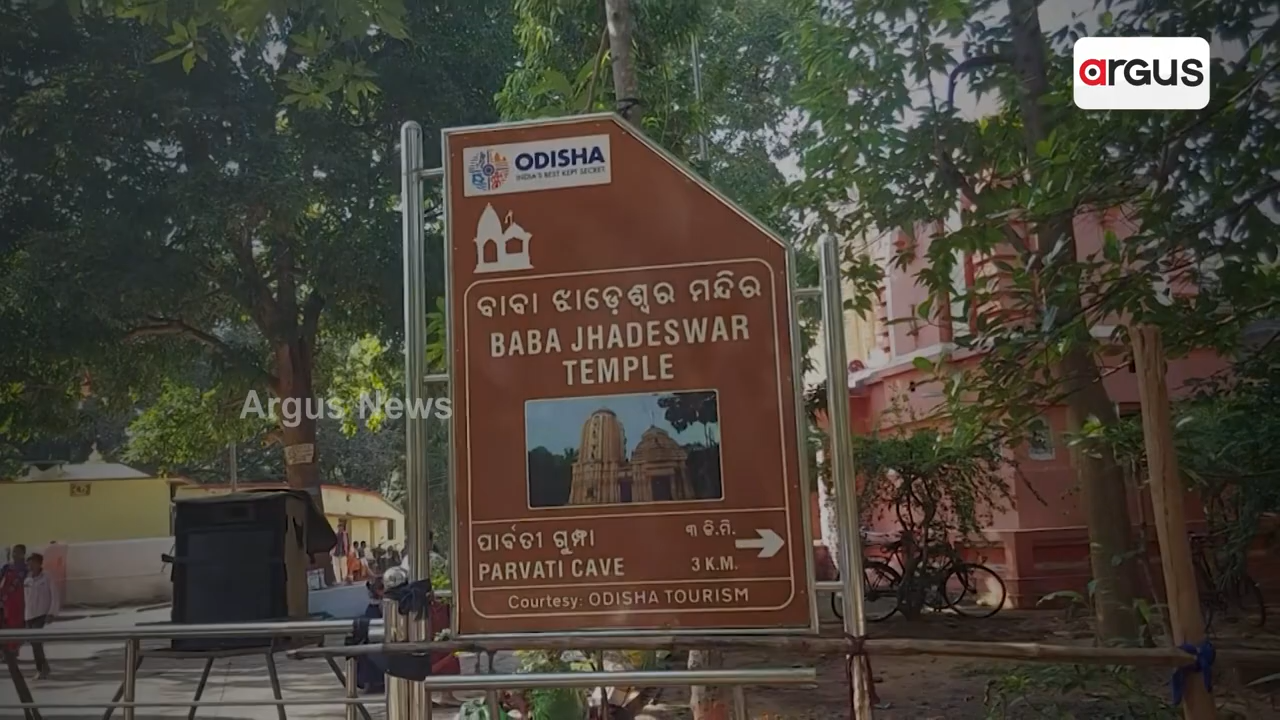 argus
ODISHA
INDIA'S BEST KEPT SECRET
ବାବା ଝାଡ଼େଶ୍ଵର ମନ୍ଦିର
BABA JHADESWAR
TEMPLE
Argus News
ପାର୍ବତୀ ଗୁମ୍ଫା ୩ କି.ମି.
PARVATI CAVE 3 K.M.
Courtesy: ODISHA TOURISM